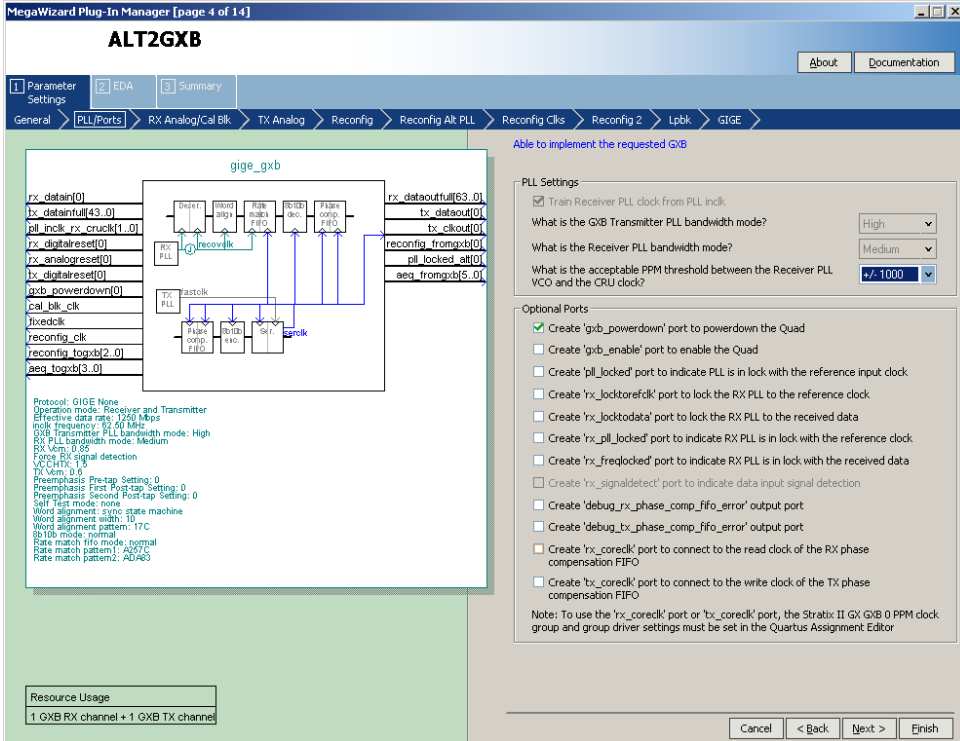 MegaWizard Plug-In Manager [page 4 of 14]
ALT2GXB
About
Documentation
1 Parameter Settings
2 EDA
3 Summary
General
PLL/Ports
RX Analog/Cal Blk
TX Analog
Reconfig
Reconfig Alt PLL
Reconfig Clks
Reconfig 2
Lpbk
GIGE
gige_gxb
rx_datain[0]
tx_datainfull[43..0]
pll_inclk_rx_cruclk[1..0]
rx_digitalreset[0]
rx_analogreset[0]
tx_digitalreset[0]
gxb_powerdown[0]
cal_blk_clk
fixedclk
reconfig_clk
reconfig_togxb[2..0]
aeq_togxb[3..0]
Deser.
Word align
Rate match FIFO
8b10b dec.
Phase comp. FIFO
RX PLL
recovclk
TX PLL
fastclk
Phase comp. FIFO
8b10b enc.
Ser.
serclk
rx_dataoutfull[63..0]
tx_dataout[0]
tx_clkout[0]
reconfig_fromgxb[0]
pll_locked_alt[0]
aeq_fromgxb[5..0]
Protocol: GIGE None
Operation mode: Receiver and Transmitter
Effective data rate: 1250 Mbps
inclk frequency: 62.50 MHz
GXB Transmitter PLL bandwidth mode: High
RX PLL bandwidth mode: Medium
RX Vcm: 0.85
Force RX signal detection
VCCHTX: 1.5
TX Vcm: 0.6
Preemphasis Pre-tap Setting: 0
Preemphasis First Post-tap Setting: 0
Preemphasis Second Post-tap Setting: 0
Self Test mode: none
Word alignment: sync state machine
Word alignment width: 10
Word alignment pattern: 17C
8b10b mode: normal
Rate match fifo mode: normal
Rate match pattern1: A257C
Rate match pattern2: ADA83
Resource Usage
1 GXB RX channel + 1 GXB TX channel
Able to implement the requested GXB
PLL Settings
Train Receiver PLL clock from PLL inclk
What is the GXB Transmitter PLL bandwidth mode?
High
What is the Receiver PLL bandwidth mode?
Medium
What is the acceptable PPM threshold between the Receiver PLL
VCO and the CRU clock?
+/- 1000
Optional Ports
Create 'gxb_powerdown' port to powerdown the Quad
Create 'gxb_enable' port to enable the Quad
Create 'pll_locked' port to indicate PLL is in lock with the reference input clock
Create 'rx_locktorefclk' port to lock the RX PLL to the reference clock
Create 'rx_locktodata' port to lock the RX PLL to the received data
Create 'rx_pll_locked' port to indicate RX PLL is in lock with the reference clock
Create 'rx_freqlocked' port to indicate RX PLL is in lock with the received data
Create 'rx_signaldetect' port to indicate data input signal detection
Create 'debug_rx_phase_comp_fifo_error' output port
Create 'debug_tx_phase_comp_fifo_error' output port
Create 'rx_coreclk' port to connect to the read clock of the RX phase
compensation FIFO
Create 'tx_coreclk' port to connect to the write clock of the TX phase
compensation FIFO
Note: To use the 'rx_coreclk' port or 'tx_coreclk' port, the Stratix II GX GXB 0 PPM clock
group and group driver settings must be set in the Quartus Assignment Editor
Cancel
< Back
Next >
Finish